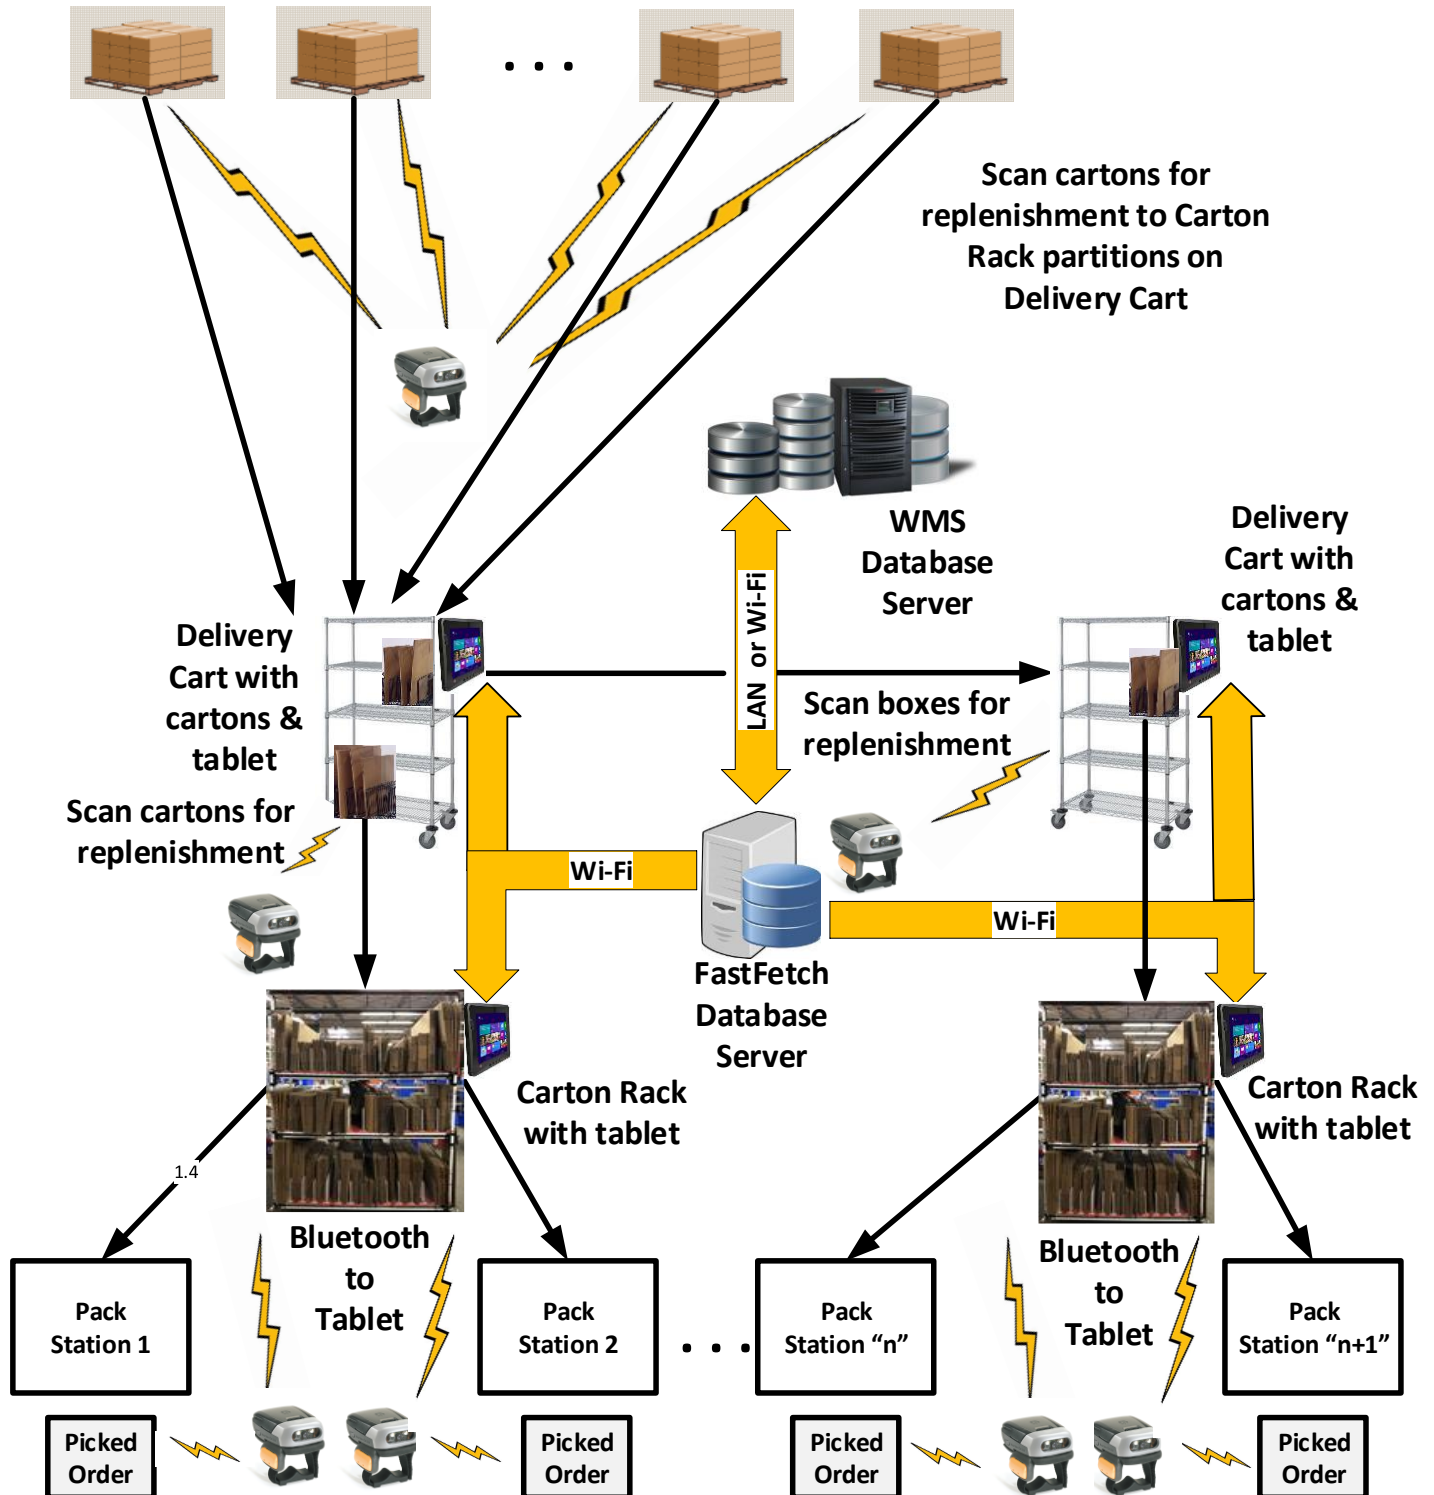 . . .
Scan cartons for
replenishment to Carton
Rack partitions on
Delivery Cart
WMS
Database
Server
Delivery
Cart with
cartons &
tablet
LAN or Wi-Fi
Delivery
Cart with
cartons &
tablet
Scan boxes for
replenishment
Scan cartons for
replenishment
Wi-Fi
Wi-Fi
FastFetch
Database
Server
Carton Rack
with tablet
Carton Rack
with tablet
1.4
Bluetooth
to
Tablet
Bluetooth
to
Tablet
Pack
Station 1
Pack
Station 2
. . .
Pack
Station “n”
Pack
Station “n+1”
Picked
Order
Picked
Order
Picked
Order
Picked
Order